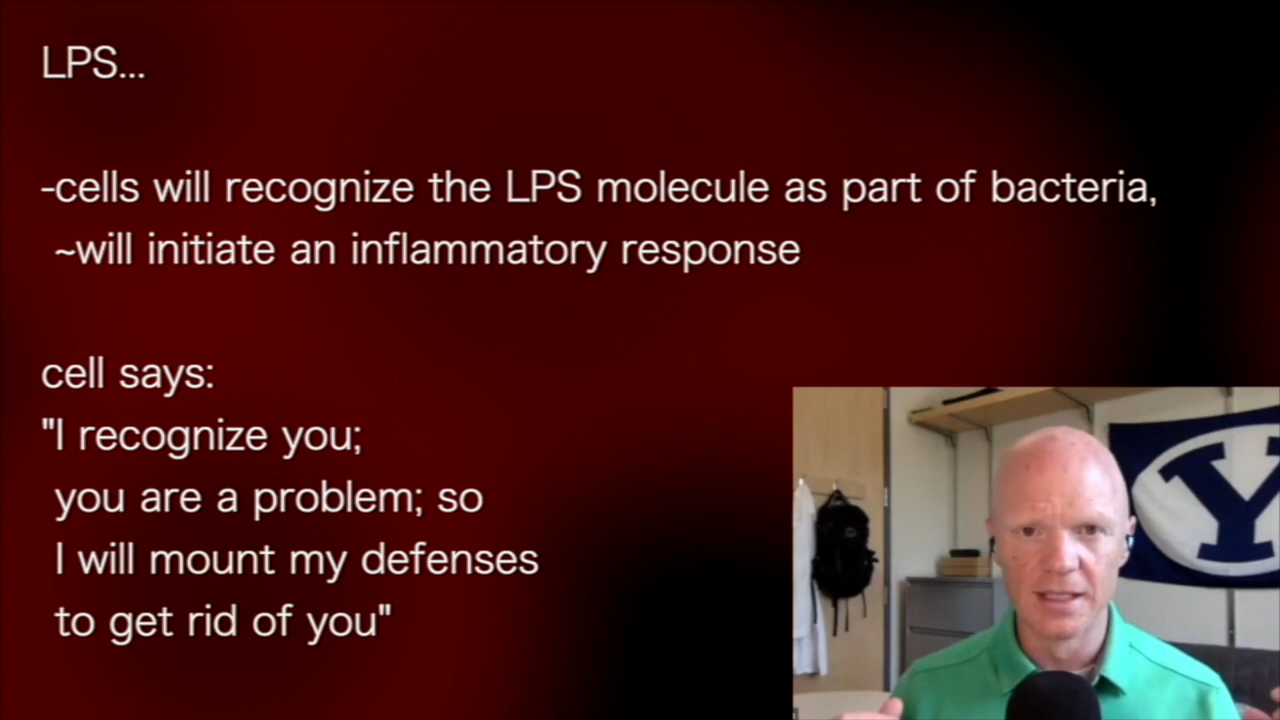 LPS...
-cells will recognize the LPS molecule as part of bacteria,
~will initiate an inflammatory response
cell says:
"I recognize you;
you are a problem; so
I will mount my defenses
to get rid of you"
Y